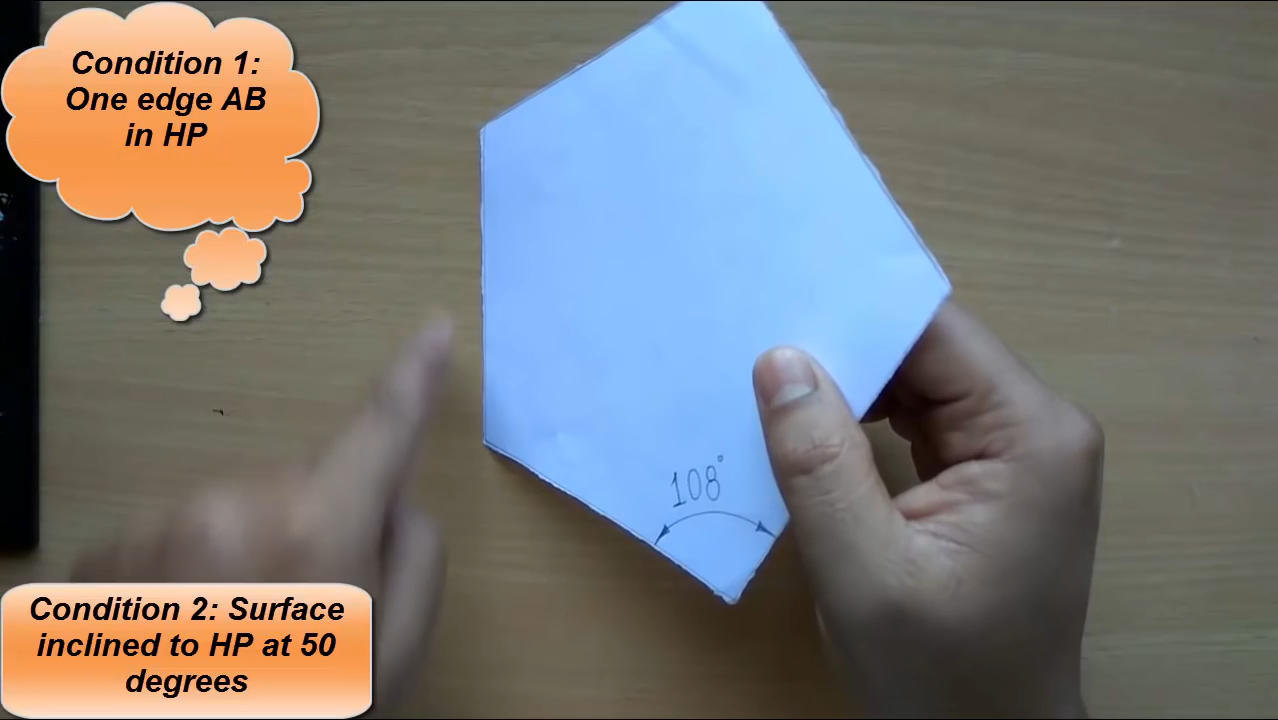 Condition 1:
One edge AB
in HP
108°
Condition 2: Surface
inclined to HP at 50
degrees